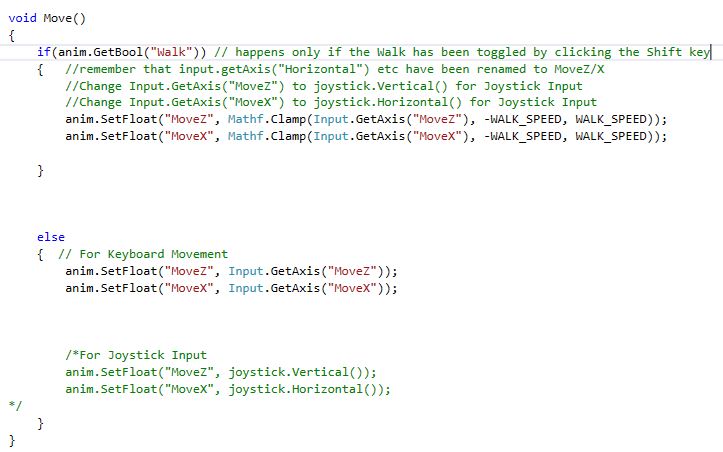 void Move()
{
if(anim.GetBool("Walk")) // happens only if the Walk has been toggled by clicking the Shift key
{ //remember that input.getAxis("Horizontal") etc have been renamed to MoveZ/X
//Change Input.GetAxis("MoveZ") to joystick.Vertical() for Joystick Input
//Change Input.GetAxis("MoveX") to joystick.Horizontal() for Joystick Input
anim.SetFloat("MoveZ", Mathf.Clamp(Input.GetAxis("MoveZ"), -WALK_SPEED, WALK_SPEED));
anim.SetFloat("MoveX", Mathf.Clamp(Input.GetAxis("MoveX"), -WALK_SPEED, WALK_SPEED));
}
else
{ // For Keyboard Movement
anim.SetFloat("MoveZ", Input.GetAxis("MoveZ"));
anim.SetFloat("MoveX", Input.GetAxis("MoveX"));
/*For Joystick Input
anim.SetFloat("MoveZ", joystick.Vertical());
anim.SetFloat("MoveX", joystick.Horizontal());
*/
}
}